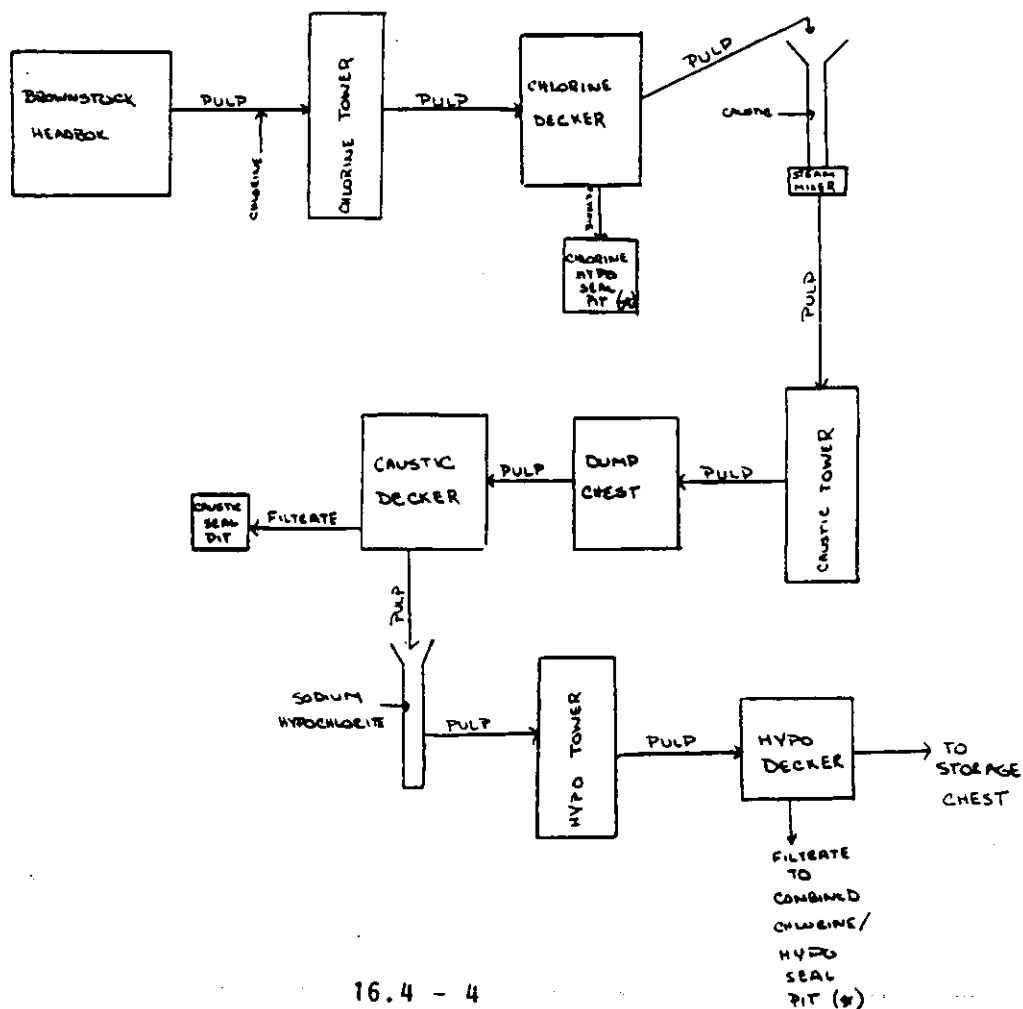 BROWNSTOCK
HEADBOX
PULP
CHLORINE
CHLORINE TOWER
PULP
CHLORINE
DECKER
PULP
CAUSTIC
STEAM
MIXER
CHLORINE
HYPO
SEAL
PIT (*)
PULP
CAUSTIC TOWER
PULP
DUMP
CHEST
PULP
CAUSTIC
DECKER
FILTRATE
CAUSTIC
SEAL
PIT
PULP
SODIUM
HYPOCHLORITE
PULP
HYPO TOWER
PULP
HYPO
DECKER
TO
STORAGE
CHEST
FILTRATE
TO
COMBINED
CHLORINE/
HYPO
SEAL
PIT (*)
16.4 - 4